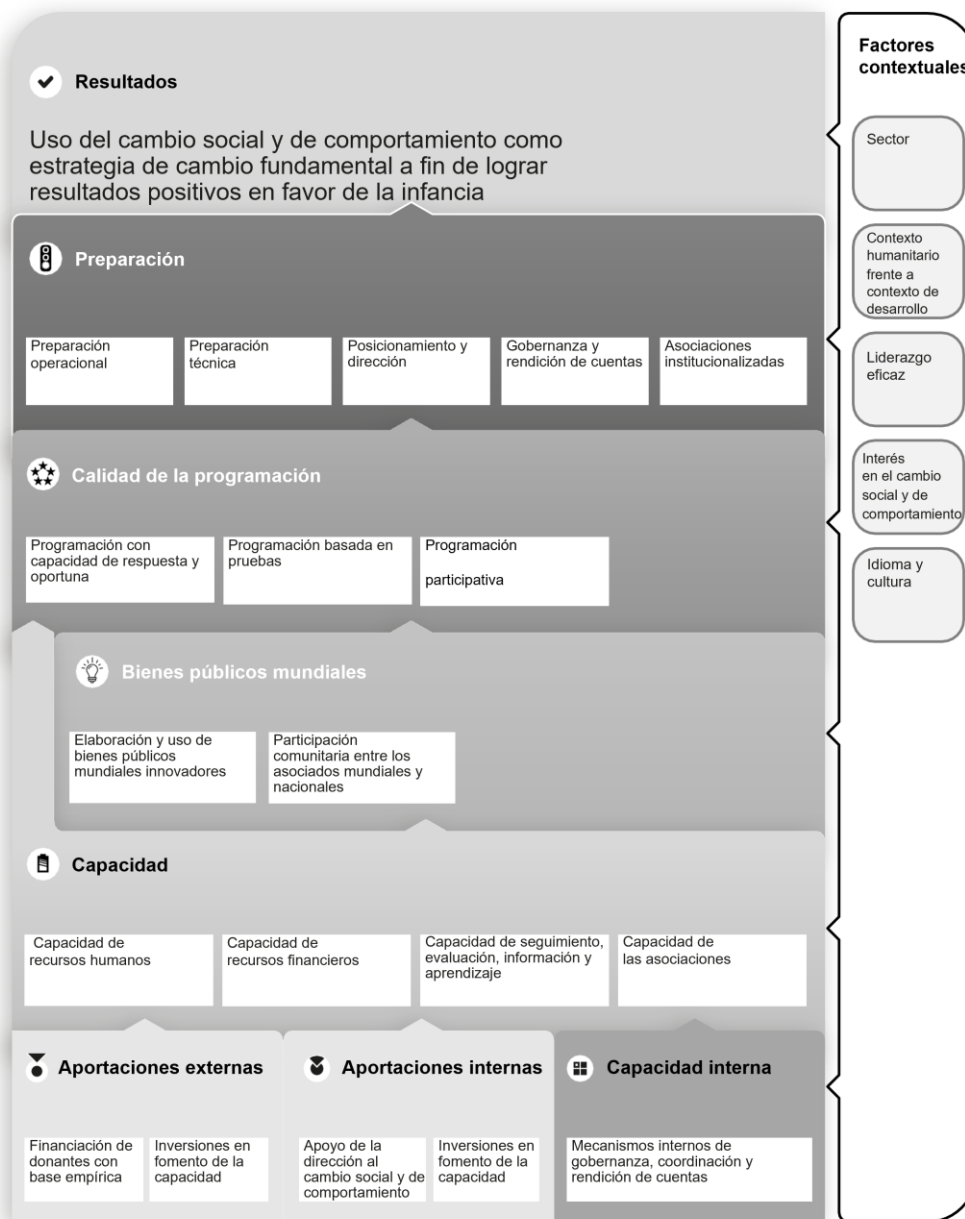 Resultados
Uso del cambio social y de comportamiento como
estrategia de cambio fundamental a fin de lograr
resultados positivos en favor de la infancia
Preparación
Preparación
operacional
Preparación
técnica
Posicionamiento y
dirección
Gobernanza y
rendición de cuentas
Asociaciones
institucionalizadas
Calidad de la programación
Programación con
capacidad de respuesta y
oportuna
Programación basada en
pruebas
Programación
participativa
Bienes públicos mundiales
Elaboración y uso de
bienes públicos
mundiales innovadores
Participación
comunitaria entre los
asociados mundiales y
nacionales
Capacidad
Capacidad de
recursos humanos
Capacidad de
recursos financieros
Capacidad de seguimiento,
evaluación, información y
aprendizaje
Capacidad de
las asociaciones
Aportaciones externas
Financiación de
donantes con
base empírica
Inversiones en
fomento de la
capacidad
Aportaciones internas
Apoyo de la
dirección al
cambio social y de
comportamiento
Inversiones en
fomento de la
capacidad
Capacidad interna
Mecanismos internos de
gobernanza, coordinación y
rendición de cuentas
Factores
contextuales
Sector
Contexto
humanitario
frente a
contexto de
desarrollo
Liderazgo
eficaz
Interés
en el cambio
social y de
comportamiento
Idioma y
cultura